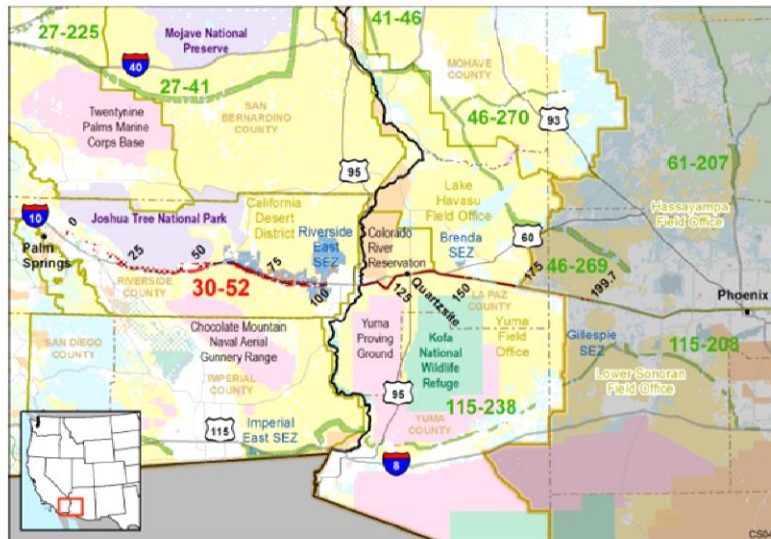 27-225
Mojave National
Preserve
41-46
40
27-41
MOHAVE
COUNTY
Twentynine
Palms Marine
Corps Base
SAN
BERNARDINO
COUNTY
46-270
93
95
61-207
10
0
Joshua Tree National Park
California
Desert
District
Lake
Havasu
Field Office
Hassayampa
Field Office
Palm
Springs
25
50
75
Riverside
East
SEZ
100
Colorado
River
Reservation
Brenda
SEZ
60
RIVERSIDE
COUNTY
30-52
125
Quartzsite
150
175
46-269
199.7
LA PAZ
COUNTY
Phoenix
SAN DIEGO
COUNTY
Chocolate Mountain
Naval Aerial
Gunnery Range
Yuma
Proving
Ground
Kofa
National
Wildlife
Refuge
Yuma
Field
Office
Gillespie
SEZ
115-208
Lower Sonoran
Field Office
IMPERIAL
COUNTY
95
115-238
YUMA
COUNTY
115
Imperial
East SEZ
8